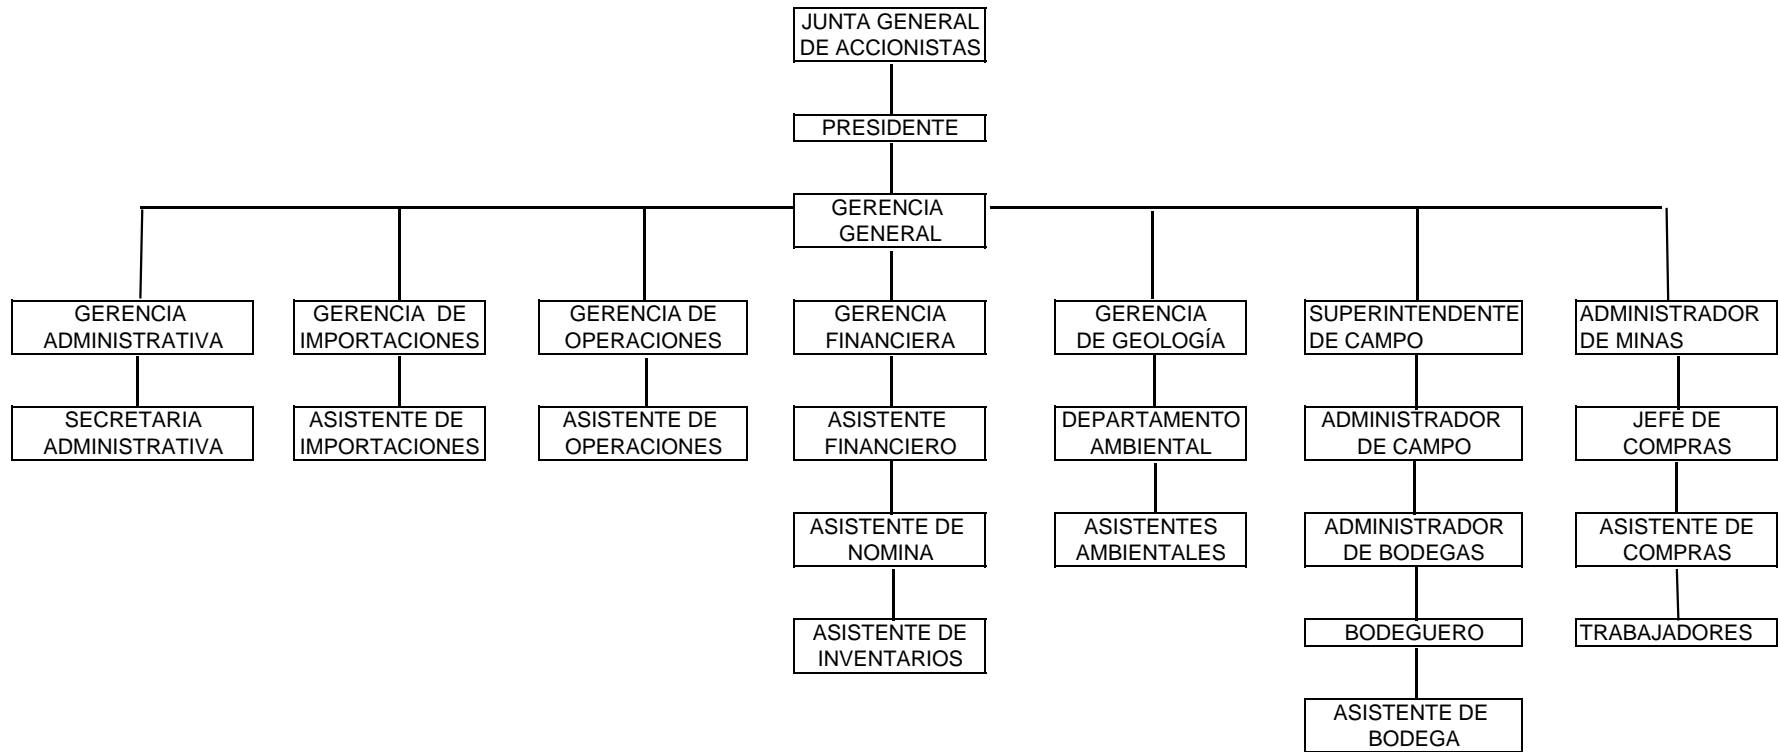 JUNTA GENERAL
DE ACCIONISTAS
PRESIDENTE
GERENCIA
GENERAL
GERENCIA
ADMINISTRATIVA
GERENCIA DE
IMPORTACIONES
GERENCIA DE
OPERACIONES
GERENCIA
FINANCIERA
GERENCIA
DE GEOLOGÍA
SUPERINTENDENTE
DE CAMPO
ADMINISTRADOR
DE MINAS
SECRETARIA
ADMINISTRATIVA
ASISTENTE DE
IMPORTACIONES
ASISTENTE DE
OPERACIONES
ASISTENTE
FINANCIERO
DEPARTAMENTO
AMBIENTAL
ADMINISTRADOR
DE CAMPO
JEFE DE
COMPRAS
ASISTENTE DE
NOMINA
ASISTENTES
AMBIENTALES
ADMINISTRADOR
DE BODEGAS
ASISTENTE DE
COMPRAS
ASISTENTE DE
INVENTARIOS
BODEGUERO
TRABAJADORES
ASISTENTE DE
BODEGA